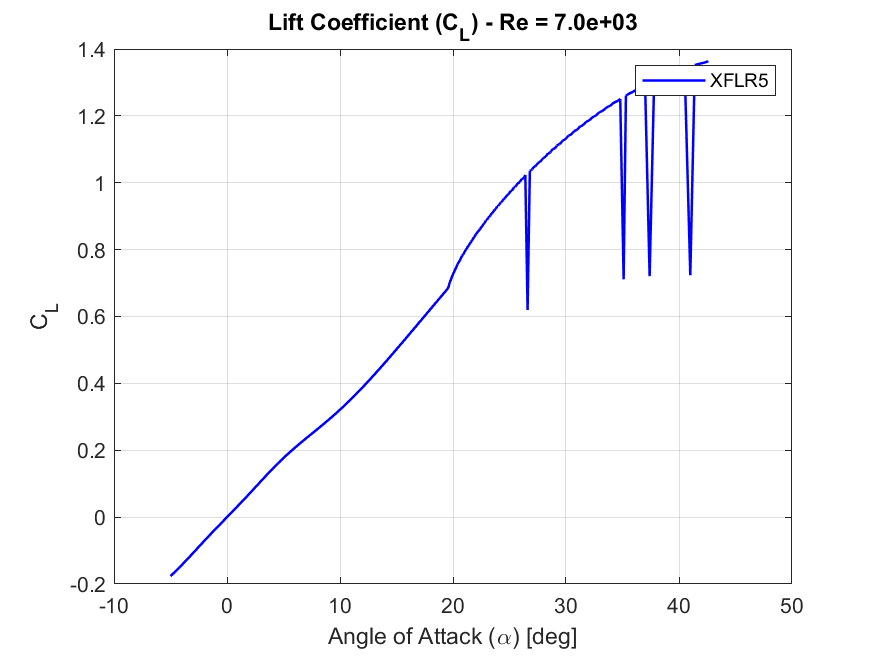 Lift Coefficient (C_L) - Re = 7.0e+03
XFLR5
1.4
1.2
1
0.8
0.6
0.4
0.2
0
-0.2
C_L
-10 0 10 20 30 40 50
Angle of Attack (α) [deg]